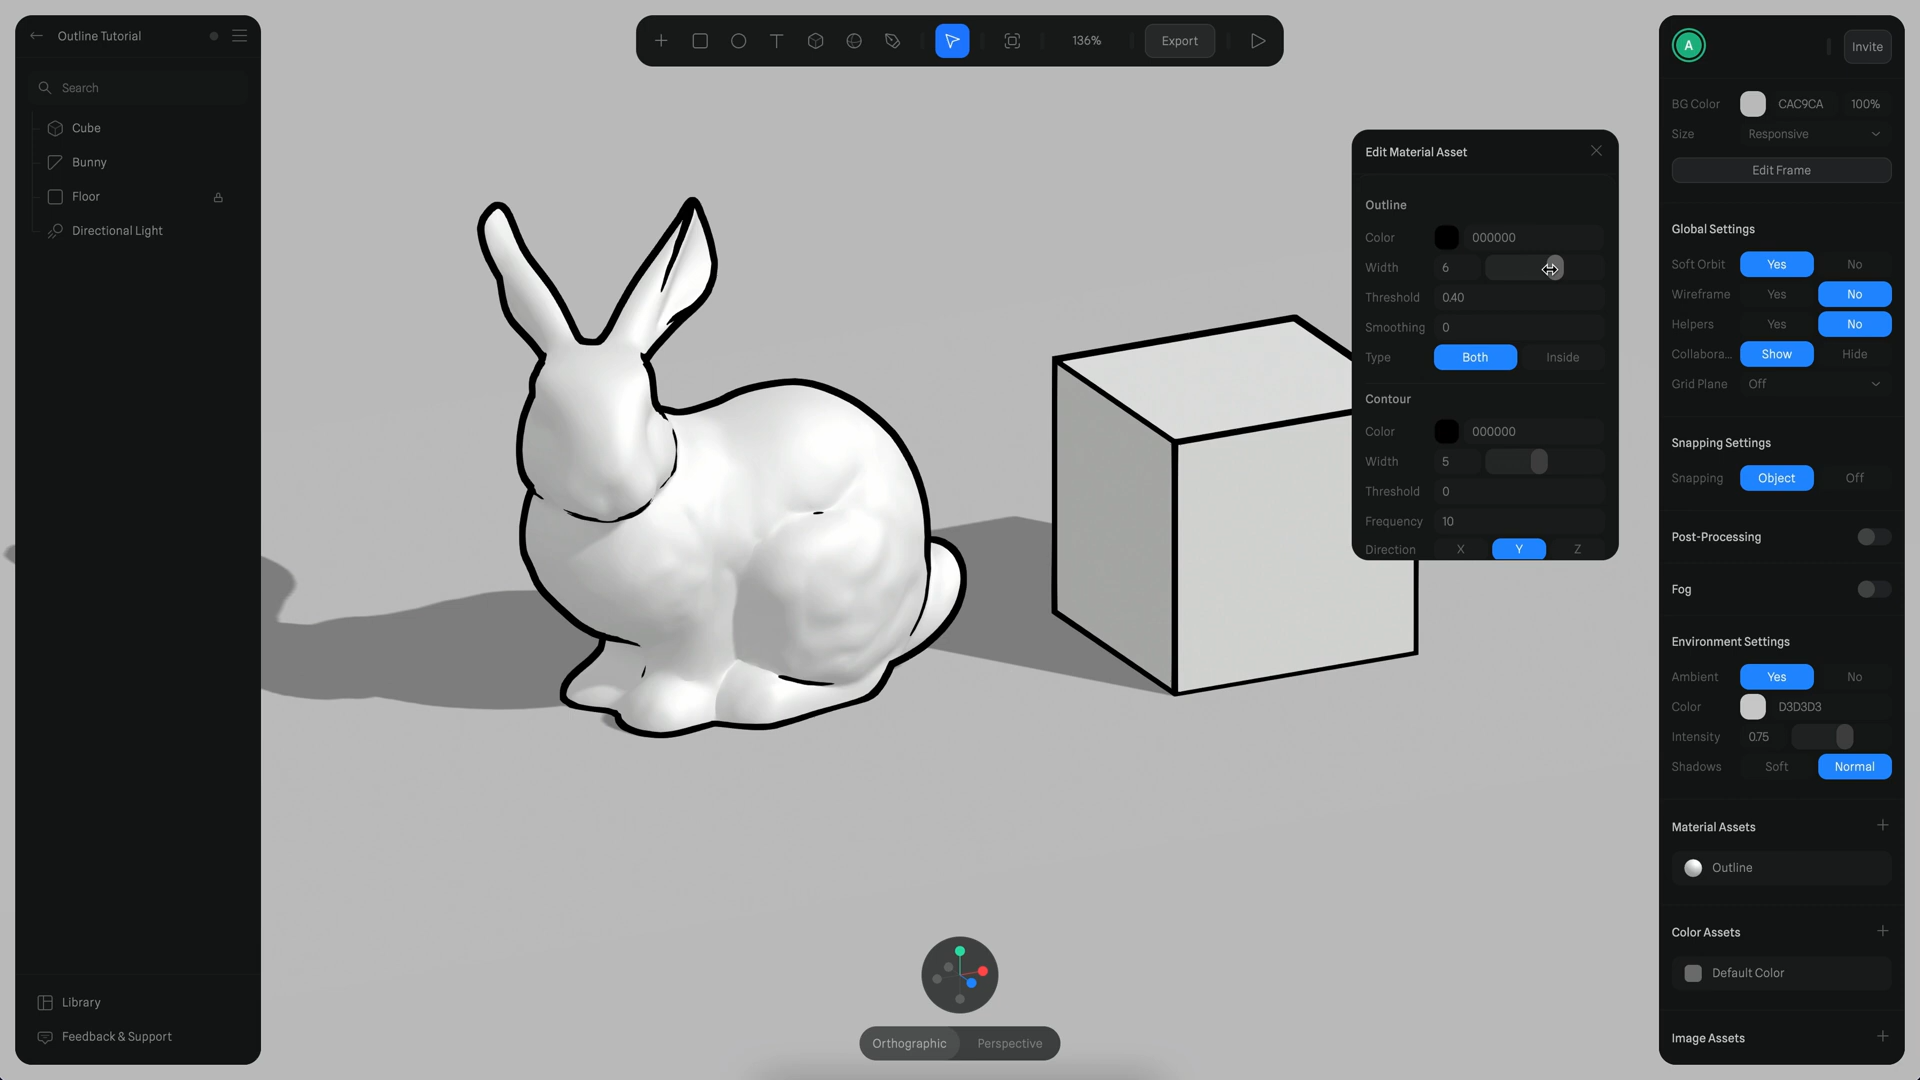 Outline Tutorial
Search
Cube
Bunny
Floor
Directional Light
Library
Feedback & Support
136%
Export
Orthographic
Perspective
Edit Material Asset
Outline
Color 000000
Width 6
Threshold 0.40
Smoothing 0
Type Both Inside
Contour
Color 000000
Width 5
Threshold 0
Frequency 10
Direction X Y Z
A
Invite
BG Color CAC9CA 100%
Size Responsive
Edit Frame
Global Settings
Soft Orbit Yes No
Wireframe Yes No
Helpers Yes No
Collabora... Show Hide
Grid Plane Off
Snapping Settings
Snapping Object Off
Post-Processing
Fog
Environment Settings
Ambient Yes No
Color D3D3D3
Intensity 0.75
Shadows Soft Normal
Material Assets
Outline
Color Assets
Default Color
Image Assets